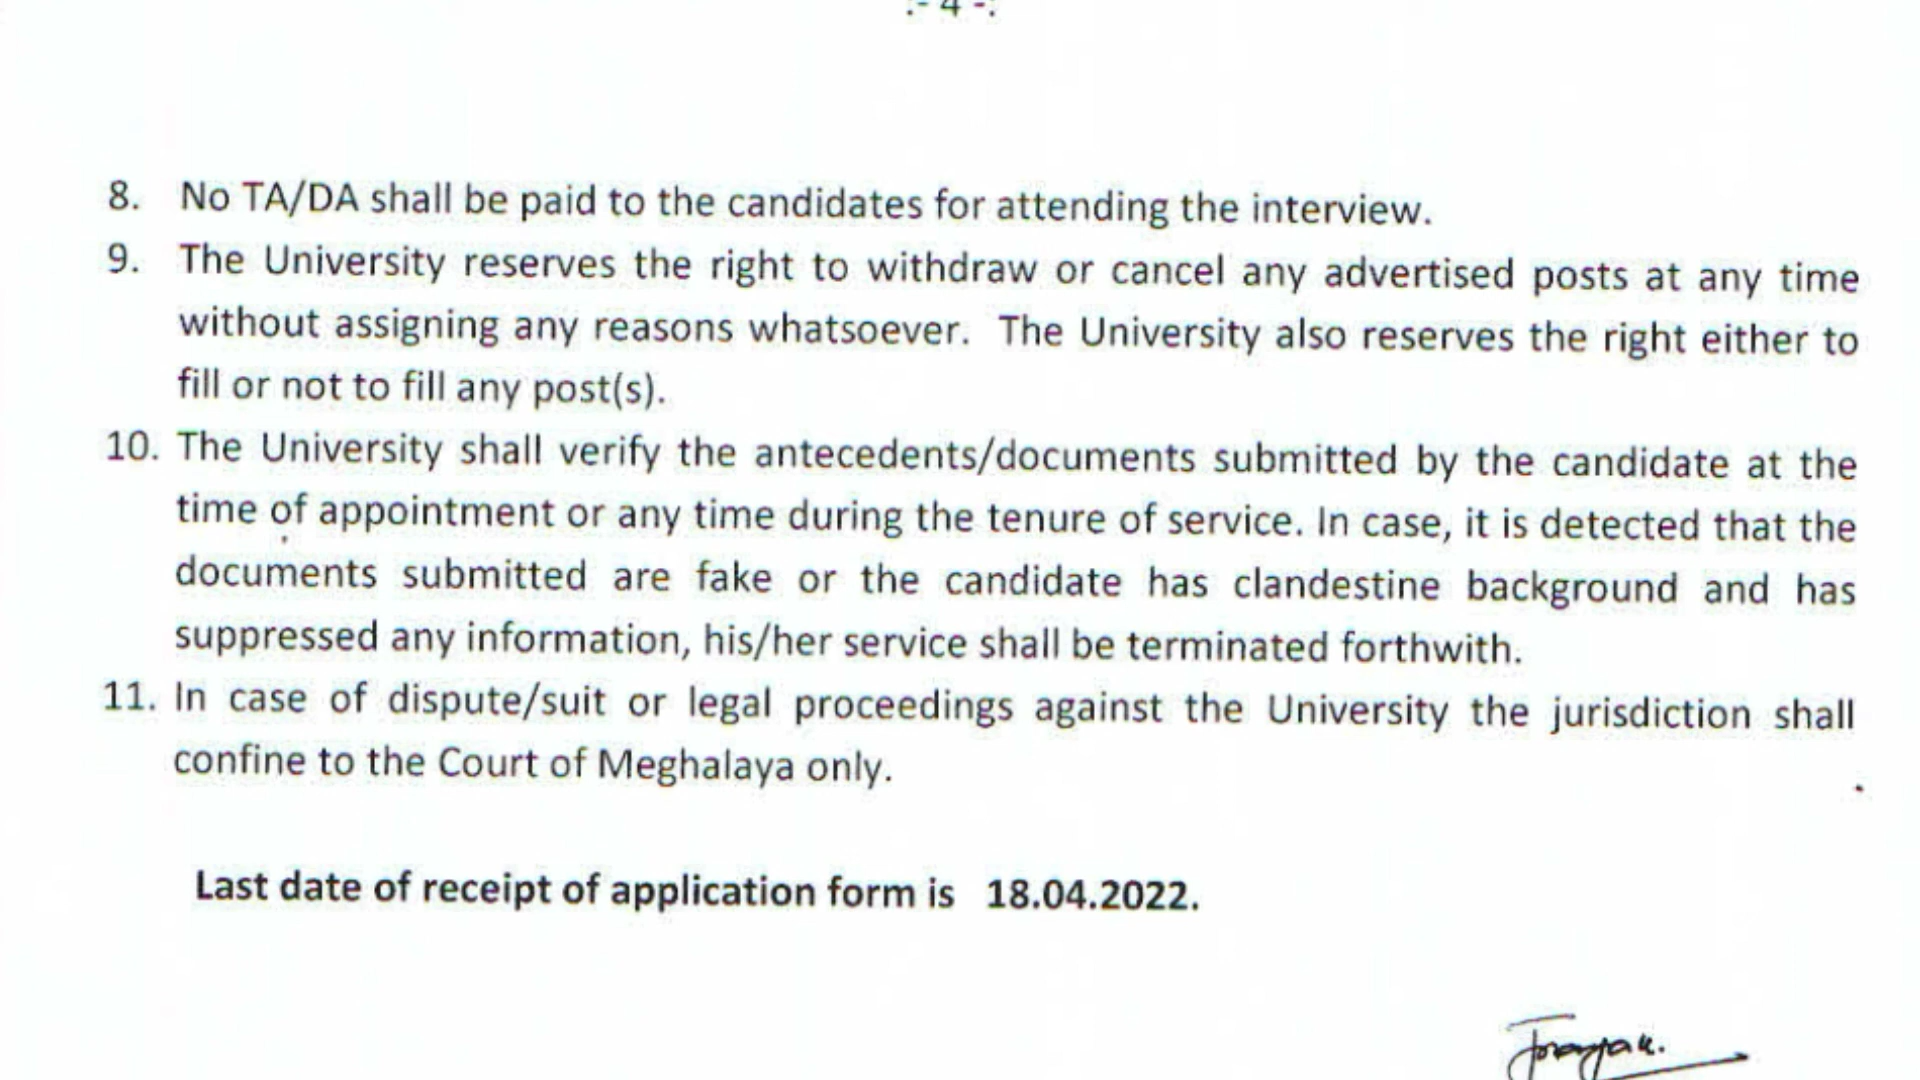 :- 4 -:
8. No TA/DA shall be paid to the candidates for attending the interview.
9. The University reserves the right to withdraw or cancel any advertised posts at any time
without assigning any reasons whatsoever. The University also reserves the right either to
fill or not to fill any post(s).
10. The University shall verify the antecedents/documents submitted by the candidate at the
time of appointment or any time during the tenure of service. In case, it is detected that the
documents submitted are fake or the candidate has clandestine background and has
suppressed any information, his/her service shall be terminated forthwith.
11. In case of dispute/suit or legal proceedings against the University the jurisdiction shall
confine to the Court of Meghalaya only.
Last date of receipt of application form is 18.04.2022.